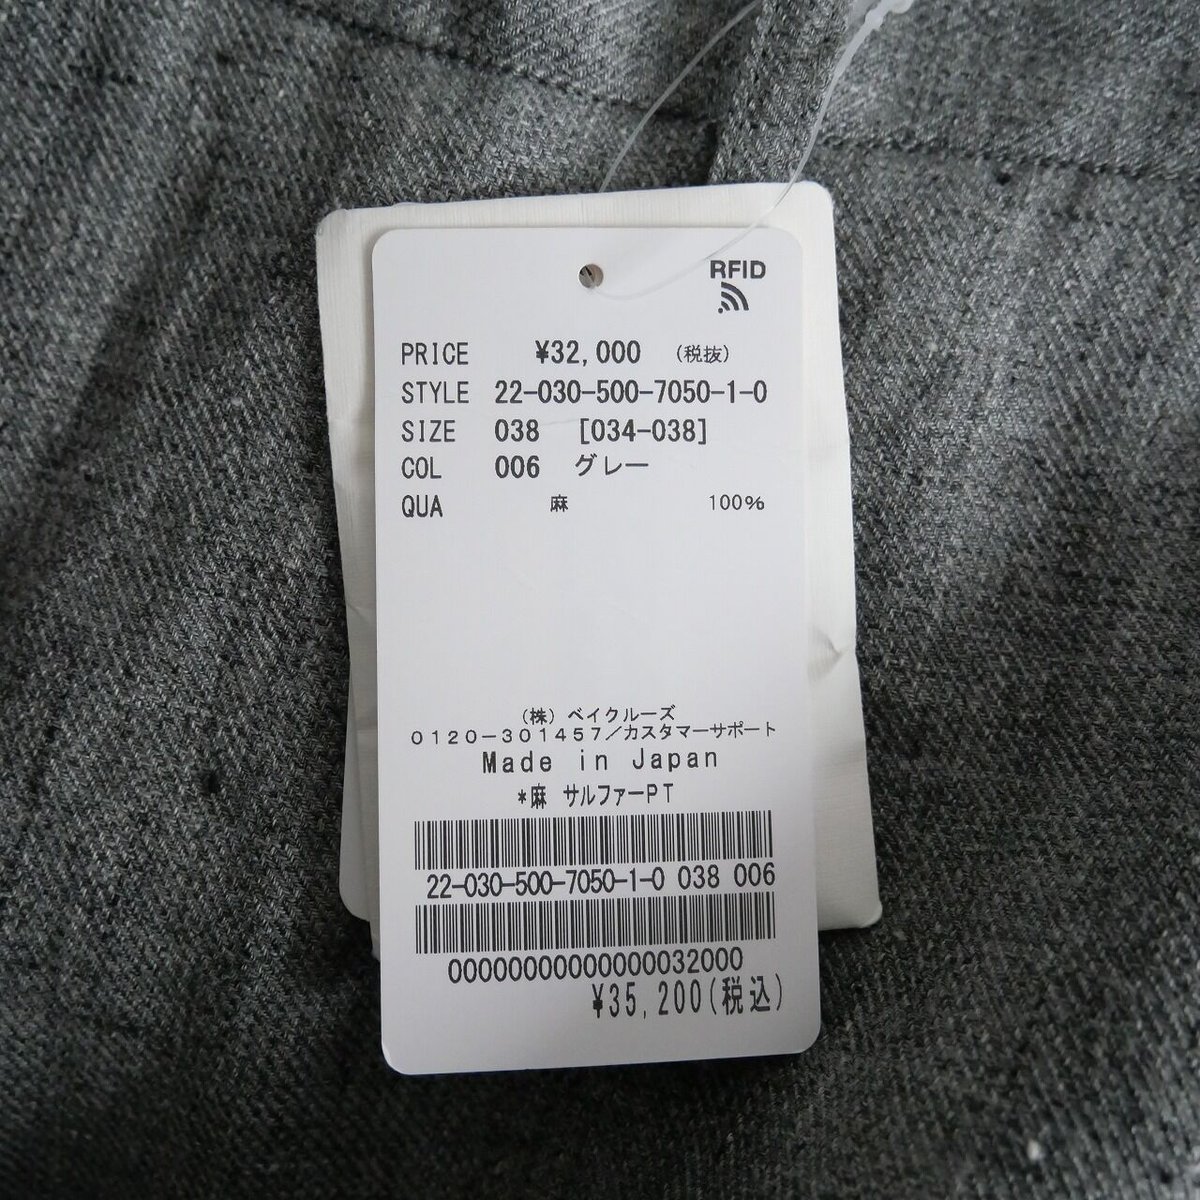 RFID
PRICE ¥32,000 (税抜)
STYLE 22-030-500-7050-1-0
SIZE 038 [034-038]
COL 006 グレー
QUA 麻 100%
(株)ベイクルーズ
0120-301457/カスタマーサポート
Made in Japan
*麻 サルファーPT
22-030-500-7050-1-0 038 006
00000000000000032000
¥35,200(税込)